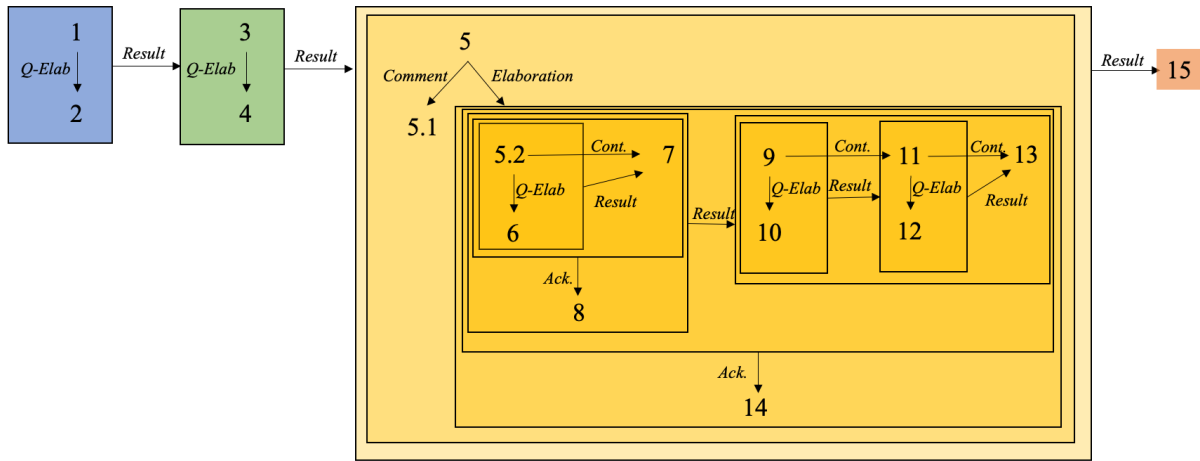 1
Q-Elab
2
Result
3
Q-Elab
4
Result
5
Comment
Elaboration
5.1
5.2
Cont.
7
Q-Elab
Result
6
Ack.
8
Result
9
Cont.
11
Cont.
13
Q-Elab
Result
Q-Elab
Result
10
12
Ack.
14
Result
15